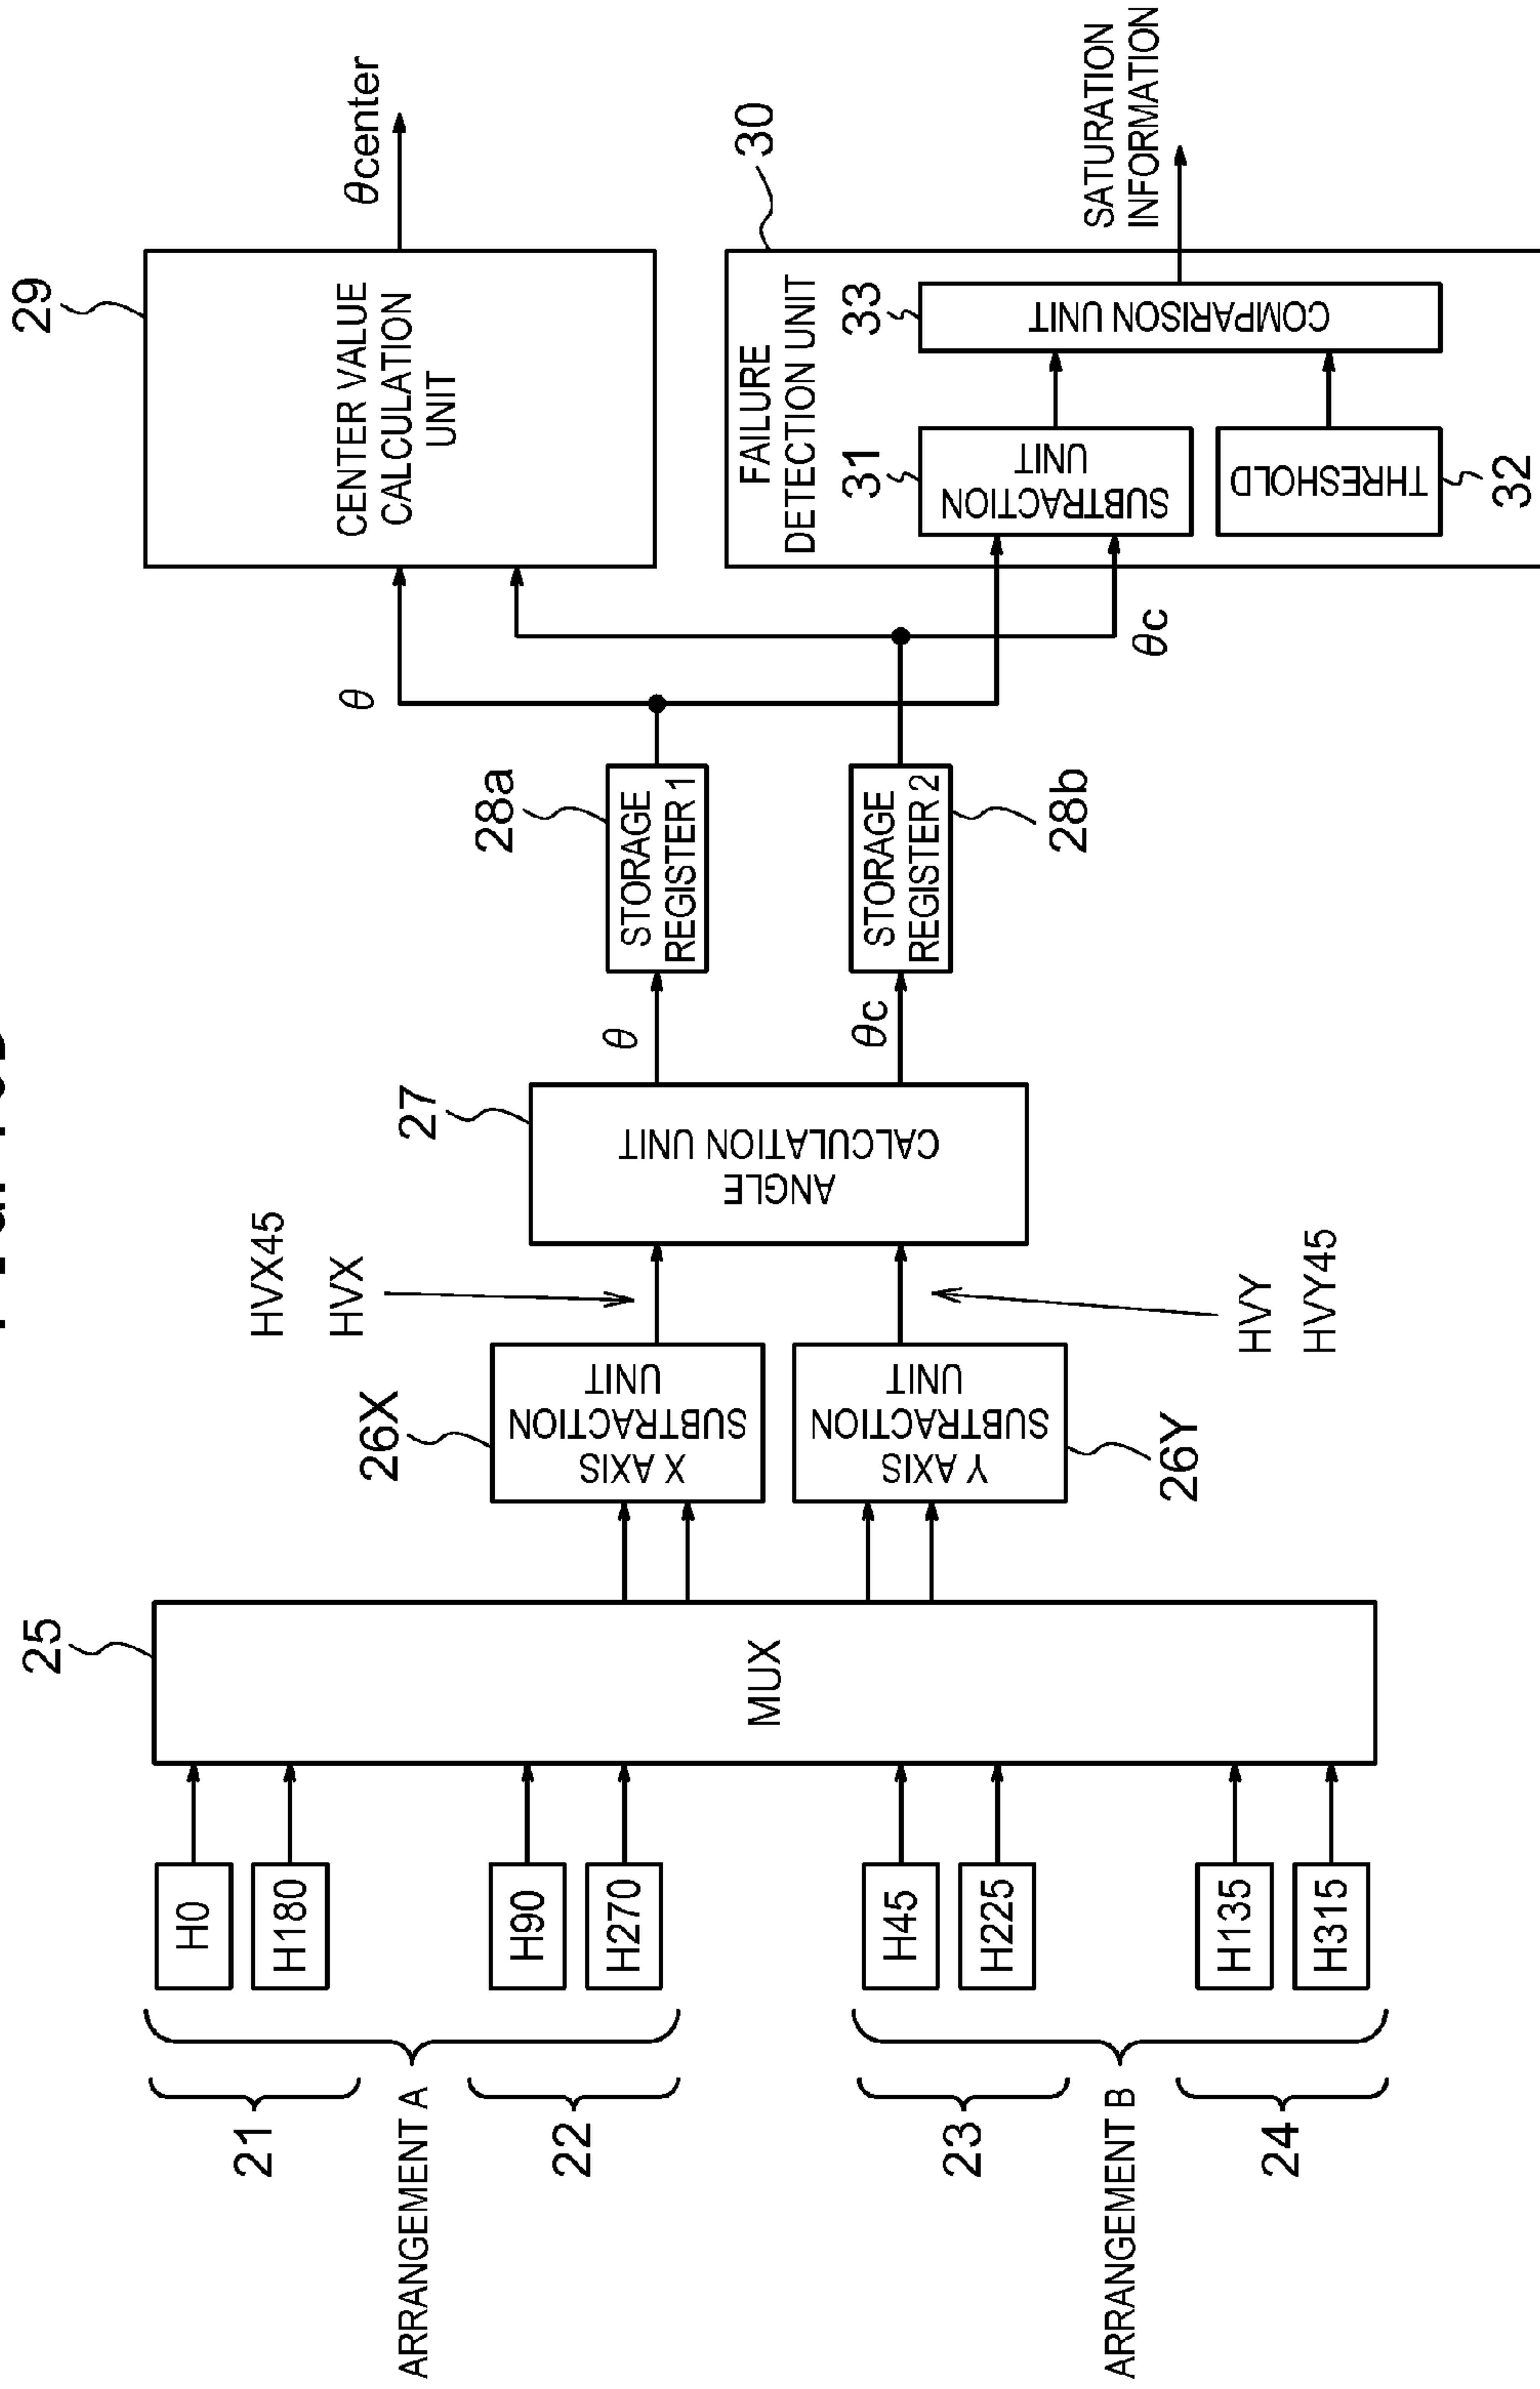 ARRANGEMENT A
21
22
ARRANGEMENT B
23
24
H0
H180
H90
H270
H45
H225
H135
H315
25
MUX
26X
X AXIS
SUBTRACTION
UNIT
26Y
Y AXIS
SUBTRACTION
UNIT
HVX45
HVX
HVY
HVY45
27
ANGLE
CALCULATION UNIT
θ
θc
28a
STORAGE
REGISTER 1
28b
STORAGE
REGISTER 2
θ
θc
29
CENTER VALUE
CALCULATION
UNIT
θcenter
30
FAILURE
DETECTION UNIT
31
SUBTRACTION
UNIT
32
THRESHOLD
33
COMPARISON UNIT
SATURATION
INFORMATION